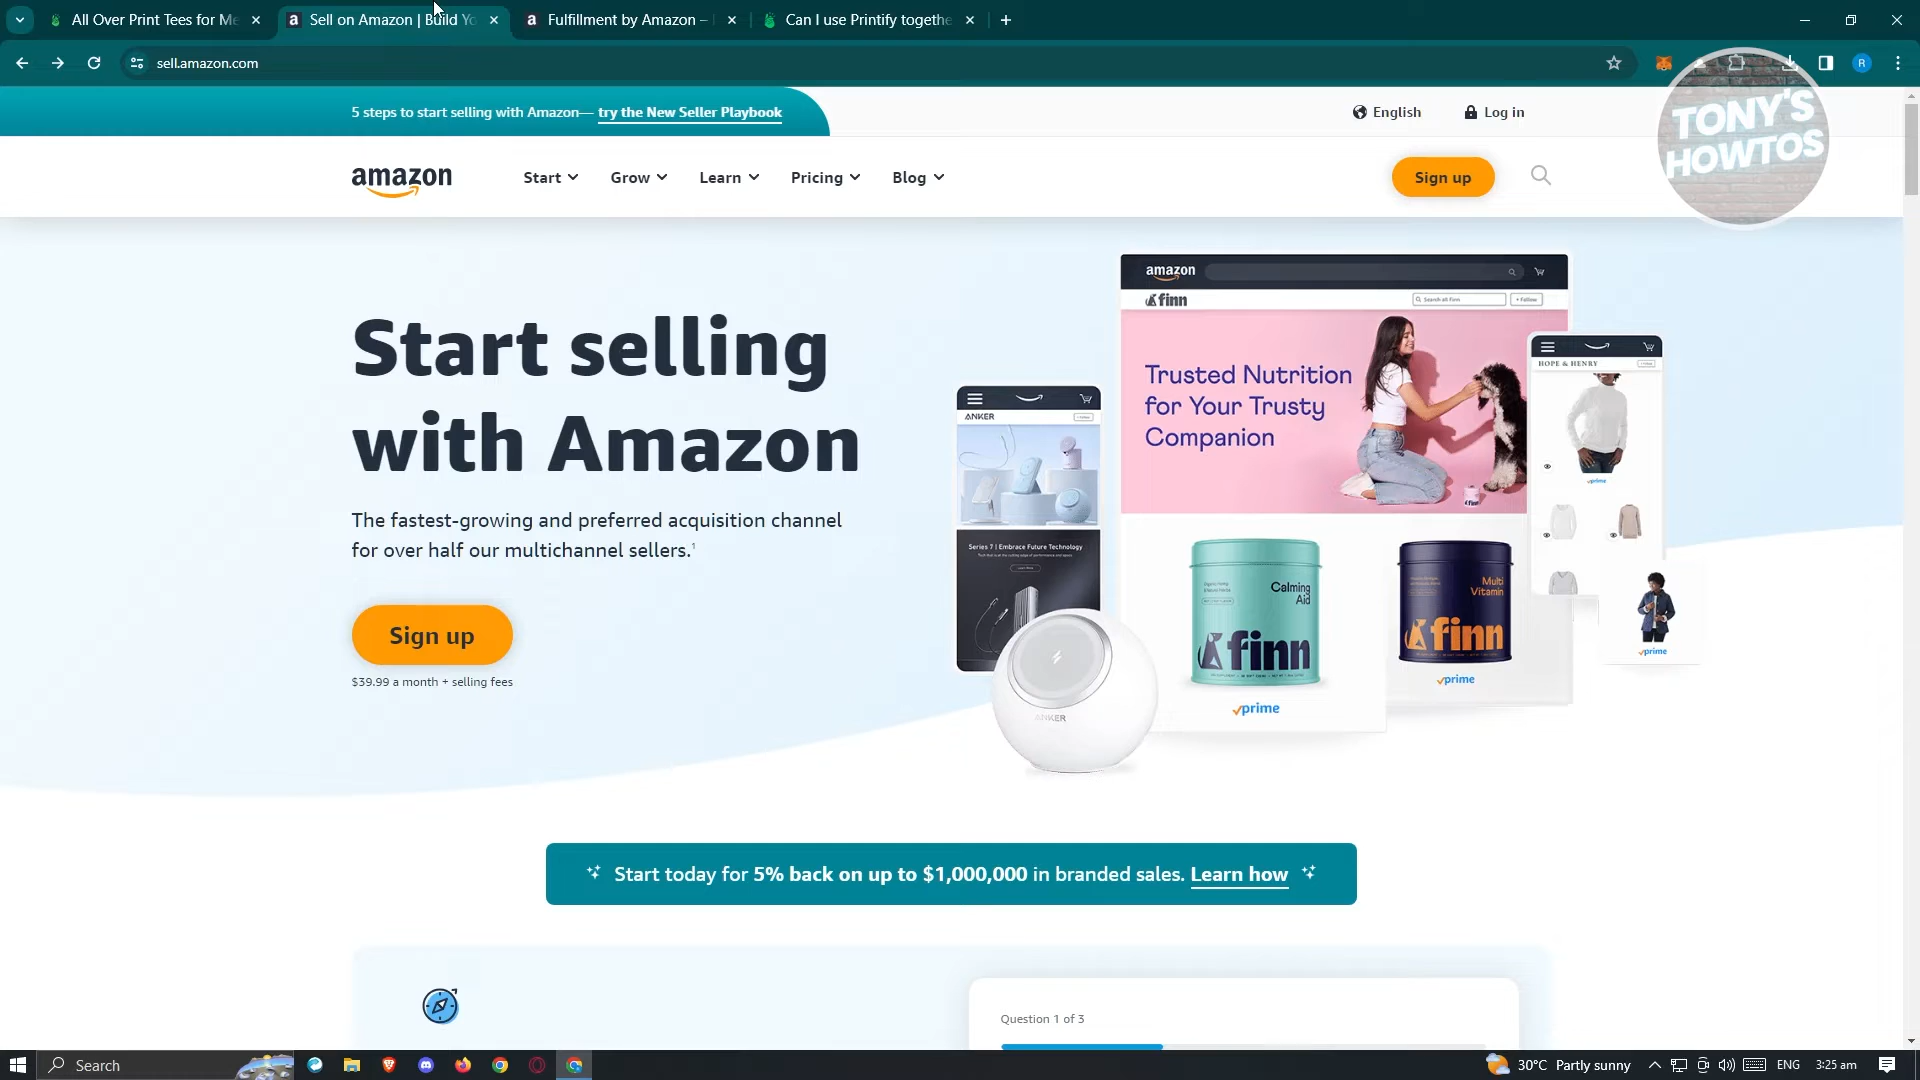 All Over Print Tees for Me
Sell on Amazon | Build Yo
Fulfillment by Amazon –
Can I use Printify togethe
sell.amazon.com
R
5 steps to start selling with Amazon— try the New Seller Playbook
English
Log in
TONY'S
HOWTOS
amazon
Start
Grow
Learn
Pricing
Blog
Sign up
amazon
finn
Search all Finn
+ Follow
Start selling
with Amazon
Trusted Nutrition
for Your Trusty
Companion
HOPE & HENRY
ANKER
prime
The fastest-growing and preferred acquisition channel
for over half our multichannel sellers.¹
Series 7 | Embrace Future Technology
Calming
Aid
finn
Multi
Vitamin
finn
prime
prime
prime
ANKER
Sign up
$39.99 a month + selling fees
Start today for 5% back on up to $1,000,000 in branded sales. Learn how
Question 1 of 3
Search
30°C Partly sunny
ENG
3:25 am